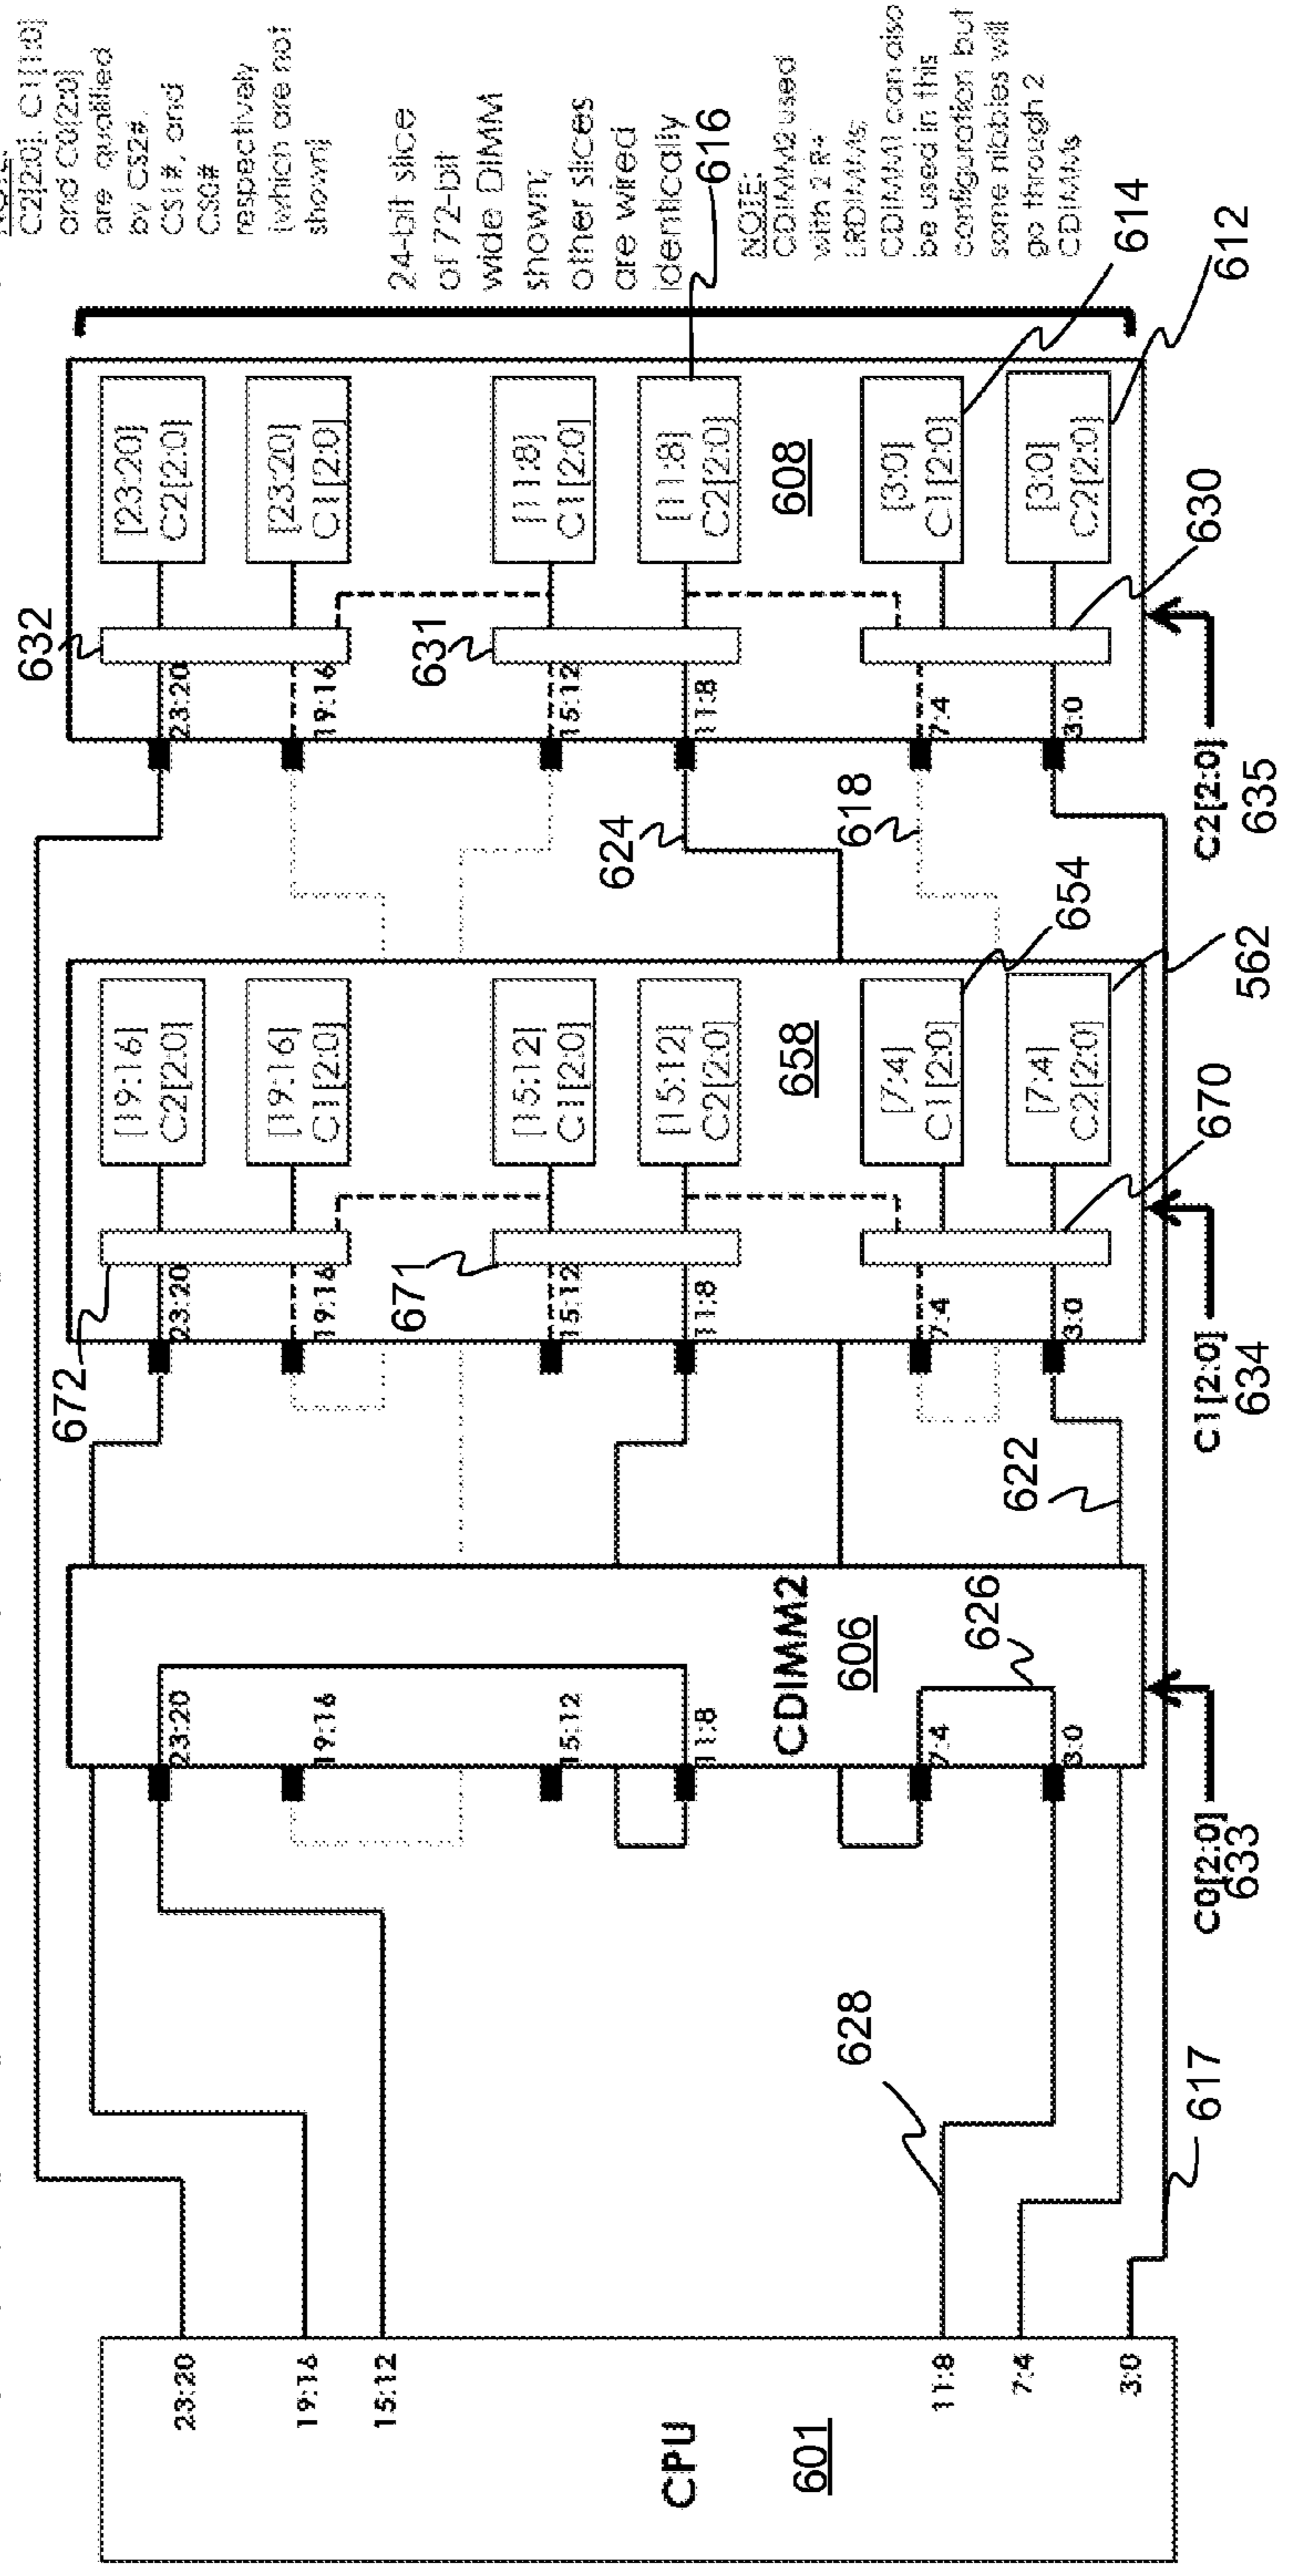 C2[2:0], C1[1:0]
and C0[2:0]
are qualified
by CS2#,
CS1#, and
CS0#
respectively
(which are not
shown)
24-bit slice
of 72-bit
wide DIMM
shown;
other slices
are wired
identically
616
NOTE:
CDIMM2 used
with 2 R+
LRDIMMs;
CDIMM1 can also
be used in this
configuration but
some nibbles will
go through 2
CDIMMs
614
612
[23:20]
C2[2:0]
[23:20]
C1[2:0]
[11:8]
C1[2:0]
[11:8]
C2[2:0]
608
[3:0]
C1[2:0]
[3:0]
C2[2:0]
630
632
631
23:20
19:16
15:12
11:8
7:4
3:0
C2[2:0]
635
624
618
654
562
[19:16]
C2[2:0]
[19:16]
C1[2:0]
[15:12]
C1[2:0]
[15:12]
C2[2:0]
658
[7:4]
C1[2:0]
[7:4]
C2[2:0]
670
672
671
23:20
19:16
15:12
11:8
7:4
3:0
C1[2:0]
634
622
CDIMM2
606
626
23:20
19:16
15:12
11:8
7:4
3:0
C0[2:0]
633
628
617
23:20
19:16
15:12
11:8
7:4
3:0
CPU
601